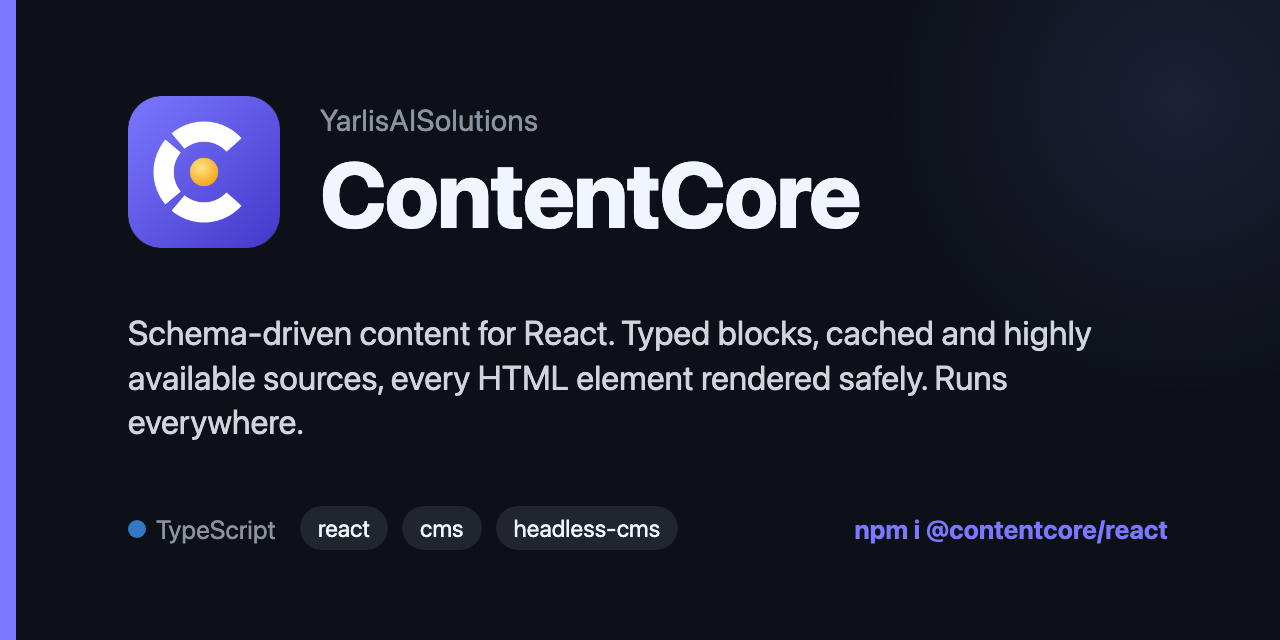 YarlisAISolutions
ContentCore
Schema-driven content for React. Typed blocks, cached and highly
available sources, every HTML element rendered safely. Runs
everywhere.
TypeScript react cms headless-cms npm i @contentcore/react